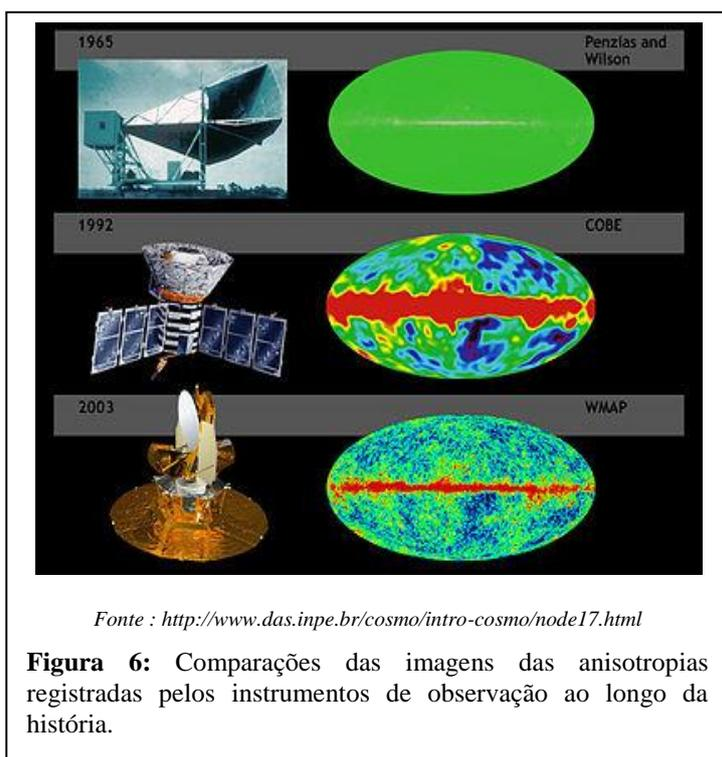 1965
Penzias and
Wilson
1992
COBE
2003
WMAP
Fonte : http://www.das.inpe.br/cosmo/intro-cosmo/node17.html
Figura 6: Comparações das imagens das anisotropias
registradas pelos instrumentos de observação ao longo da
história.